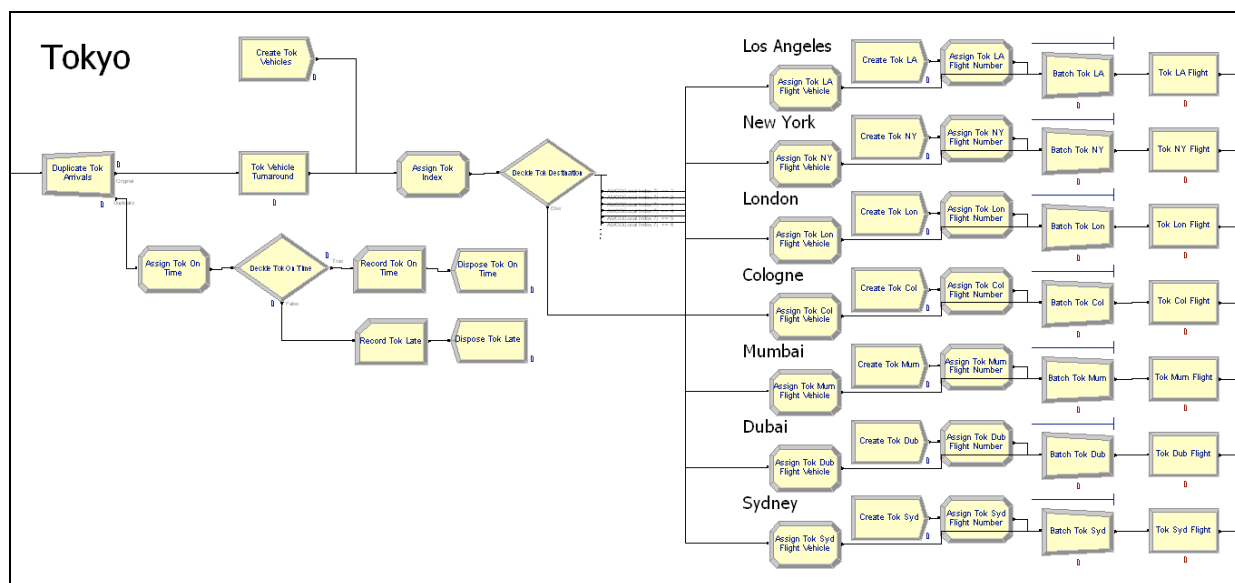 Tokyo
Create Tok
Vehicles
Duplicate Tok
Arrivals
Original
Duplicate
Tok Vehicle
Turnaround
Assign Tok
Index
Decide Tok Destination
Else
Assign Tok On
Time
Decide Tok On Time
True
False
Record Tok On
Time
Dispose Tok On
Time
Record Tok Late
Dispose Tok Late
Los Angeles
Create Tok LA
Assign Tok LA
Flight Number
Assign Tok LA
Flight Vehicle
Batch Tok LA
Tok LA Flight
New York
Create Tok NY
Assign Tok NY
Flight Number
Assign Tok NY
Flight Vehicle
Batch Tok NY
Tok NY Flight
London
Create Tok Lon
Assign Tok Lon
Flight Number
Assign Tok Lon
Flight Vehicle
Batch Tok Lon
Tok Lon Flight
Cologne
Create Tok Col
Assign Tok Col
Flight Number
Assign Tok Col
Flight Vehicle
Batch Tok Col
Tok Col Flight
Mumbai
Create Tok Mum
Assign Tok Mum
Flight Number
Assign Tok Mum
Flight Vehicle
Batch Tok Mum
Tok Mum Flight
Dubai
Create Tok Dub
Assign Tok Dub
Flight Number
Assign Tok Dub
Flight Vehicle
Batch Tok Dub
Tok Dub Flight
Sydney
Create Tok Syd
Assign Tok Syd
Flight Number
Assign Tok Syd
Flight Vehicle
Batch Tok Syd
Tok Syd Flight